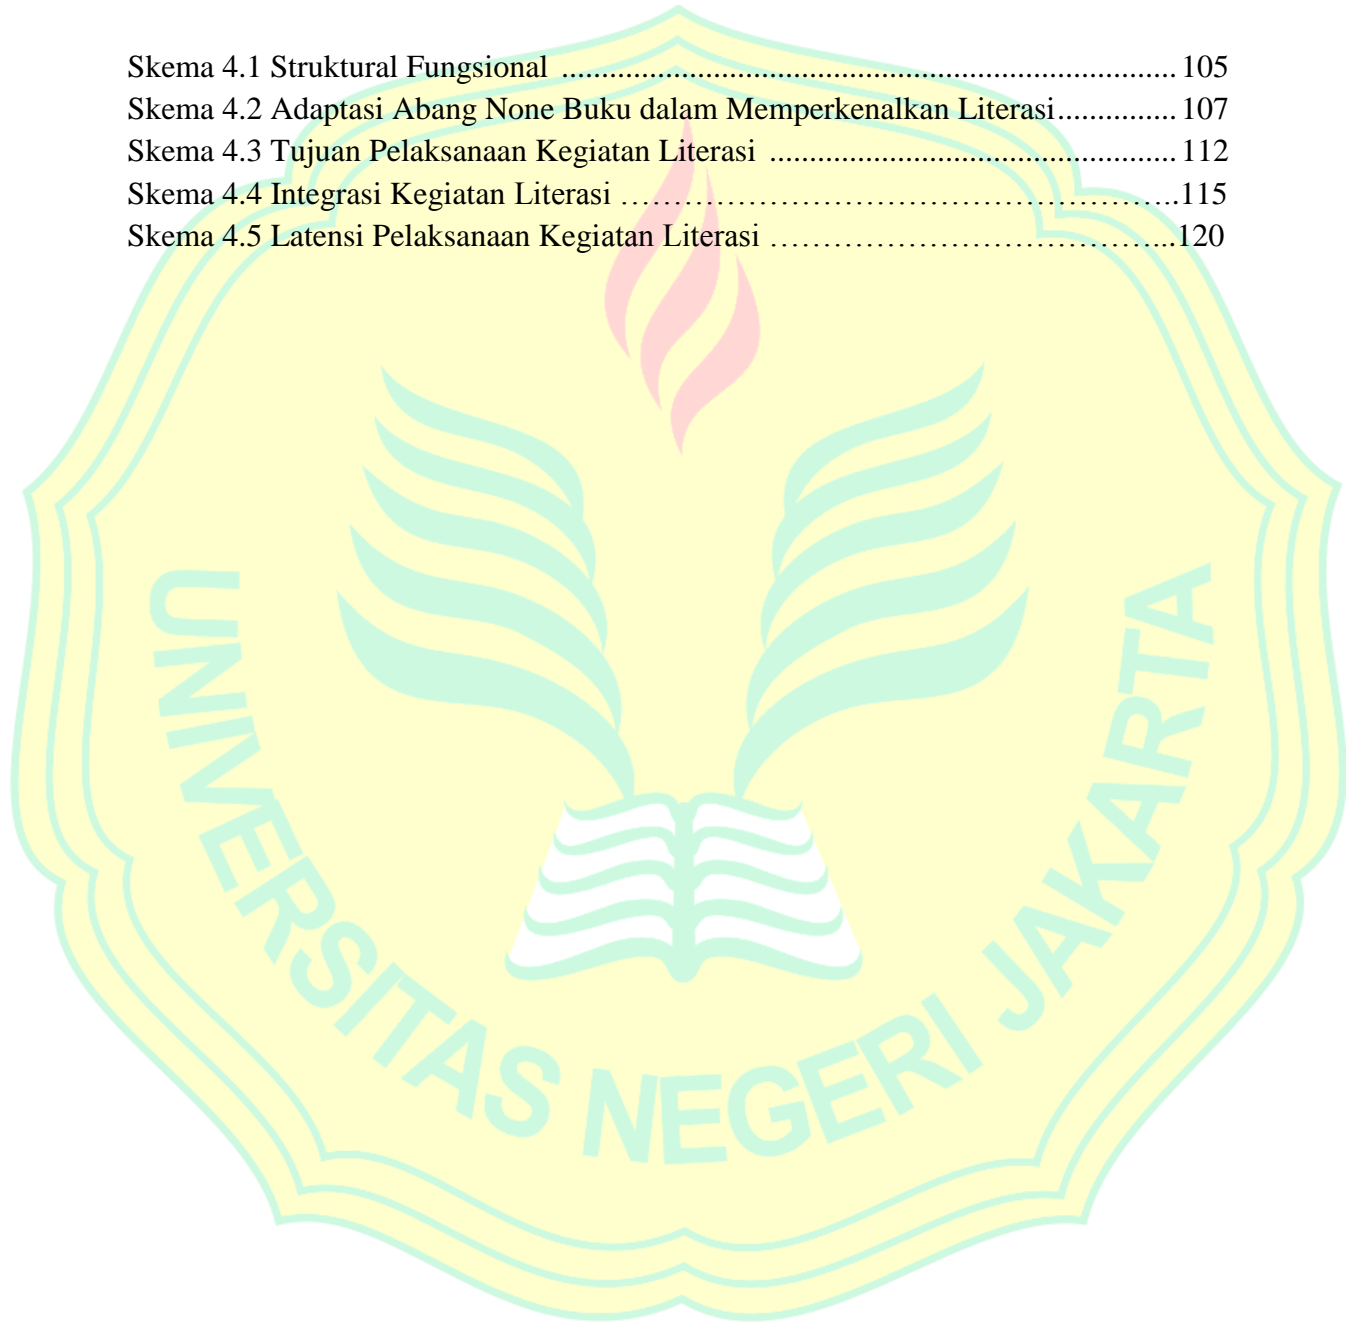 Skema 4.1 Struktural Fungsional ............................................................................. 105
Skema 4.2 Adaptasi Abang None Buku dalam Memperkenalkan Literasi............... 107
Skema 4.3 Tujuan Pelaksanaan Kegiatan Literasi ................................................... 112
Skema 4.4 Integrasi Kegiatan Literasi ……………………………………………….115
Skema 4.5 Latensi Pelaksanaan Kegiatan Literasi …………………………………..120
UNIVERSITAS NEGERI JAKARTA